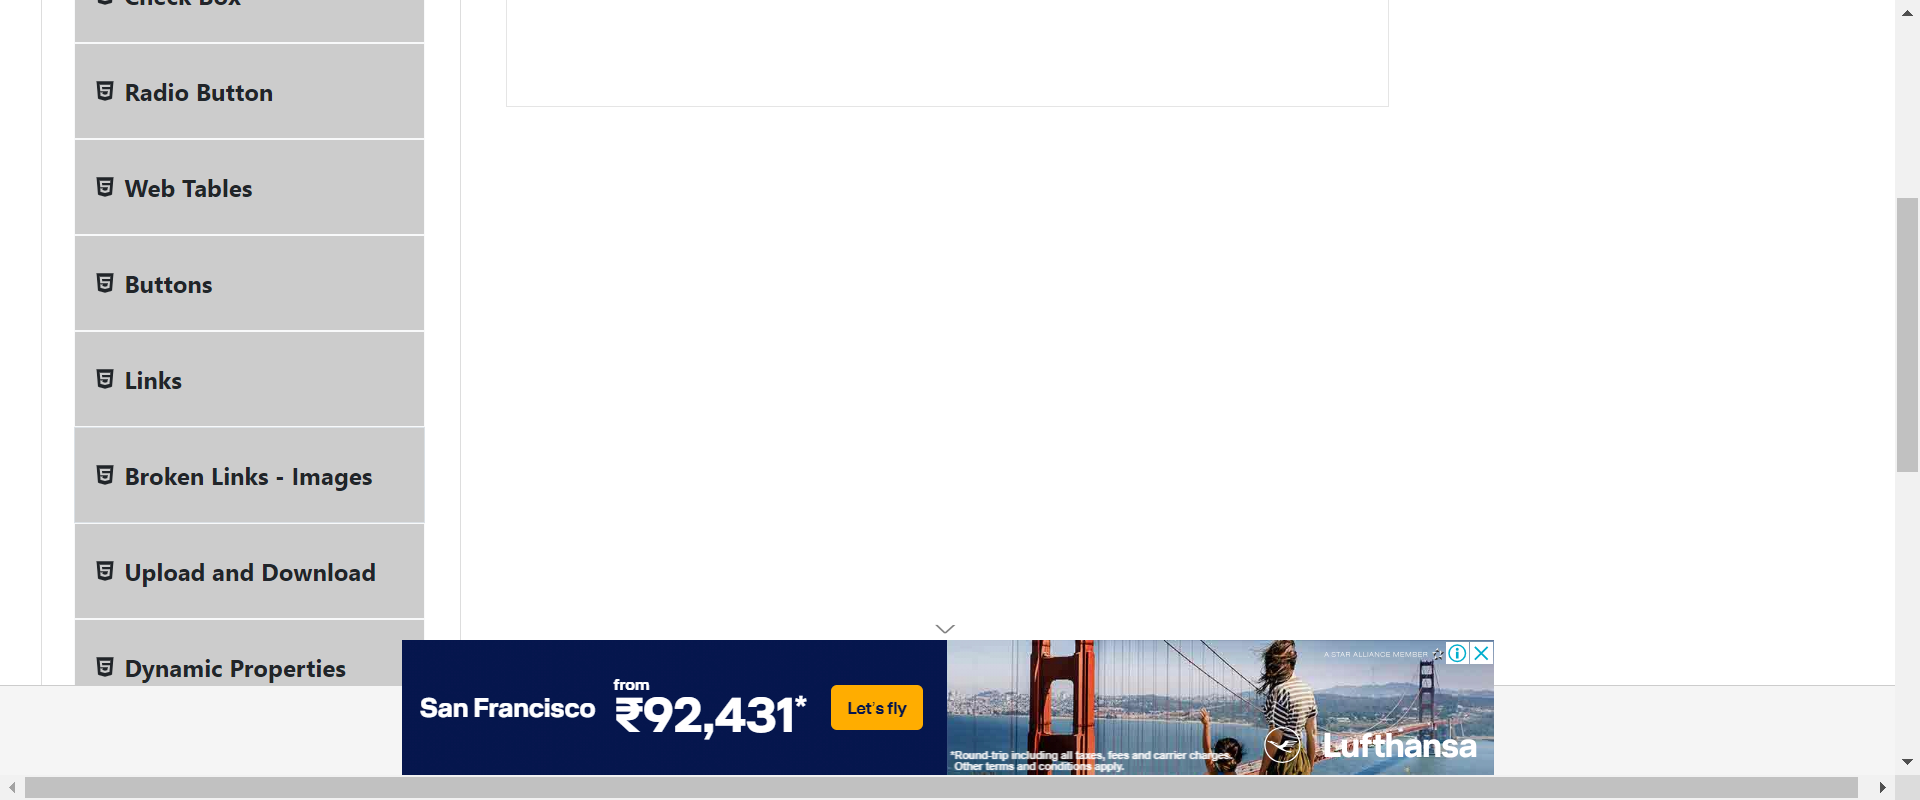 Check Box
Radio Button
Web Tables
Buttons
Links
Broken Links - Images
Upload and Download
Dynamic Properties
San Francisco
from
₹92,431*
Let's fly
A STAR ALLIANCE MEMBER
*Round-trip including all taxes, fees and carrier charges.
Other terms and conditions apply.
Lufthansa